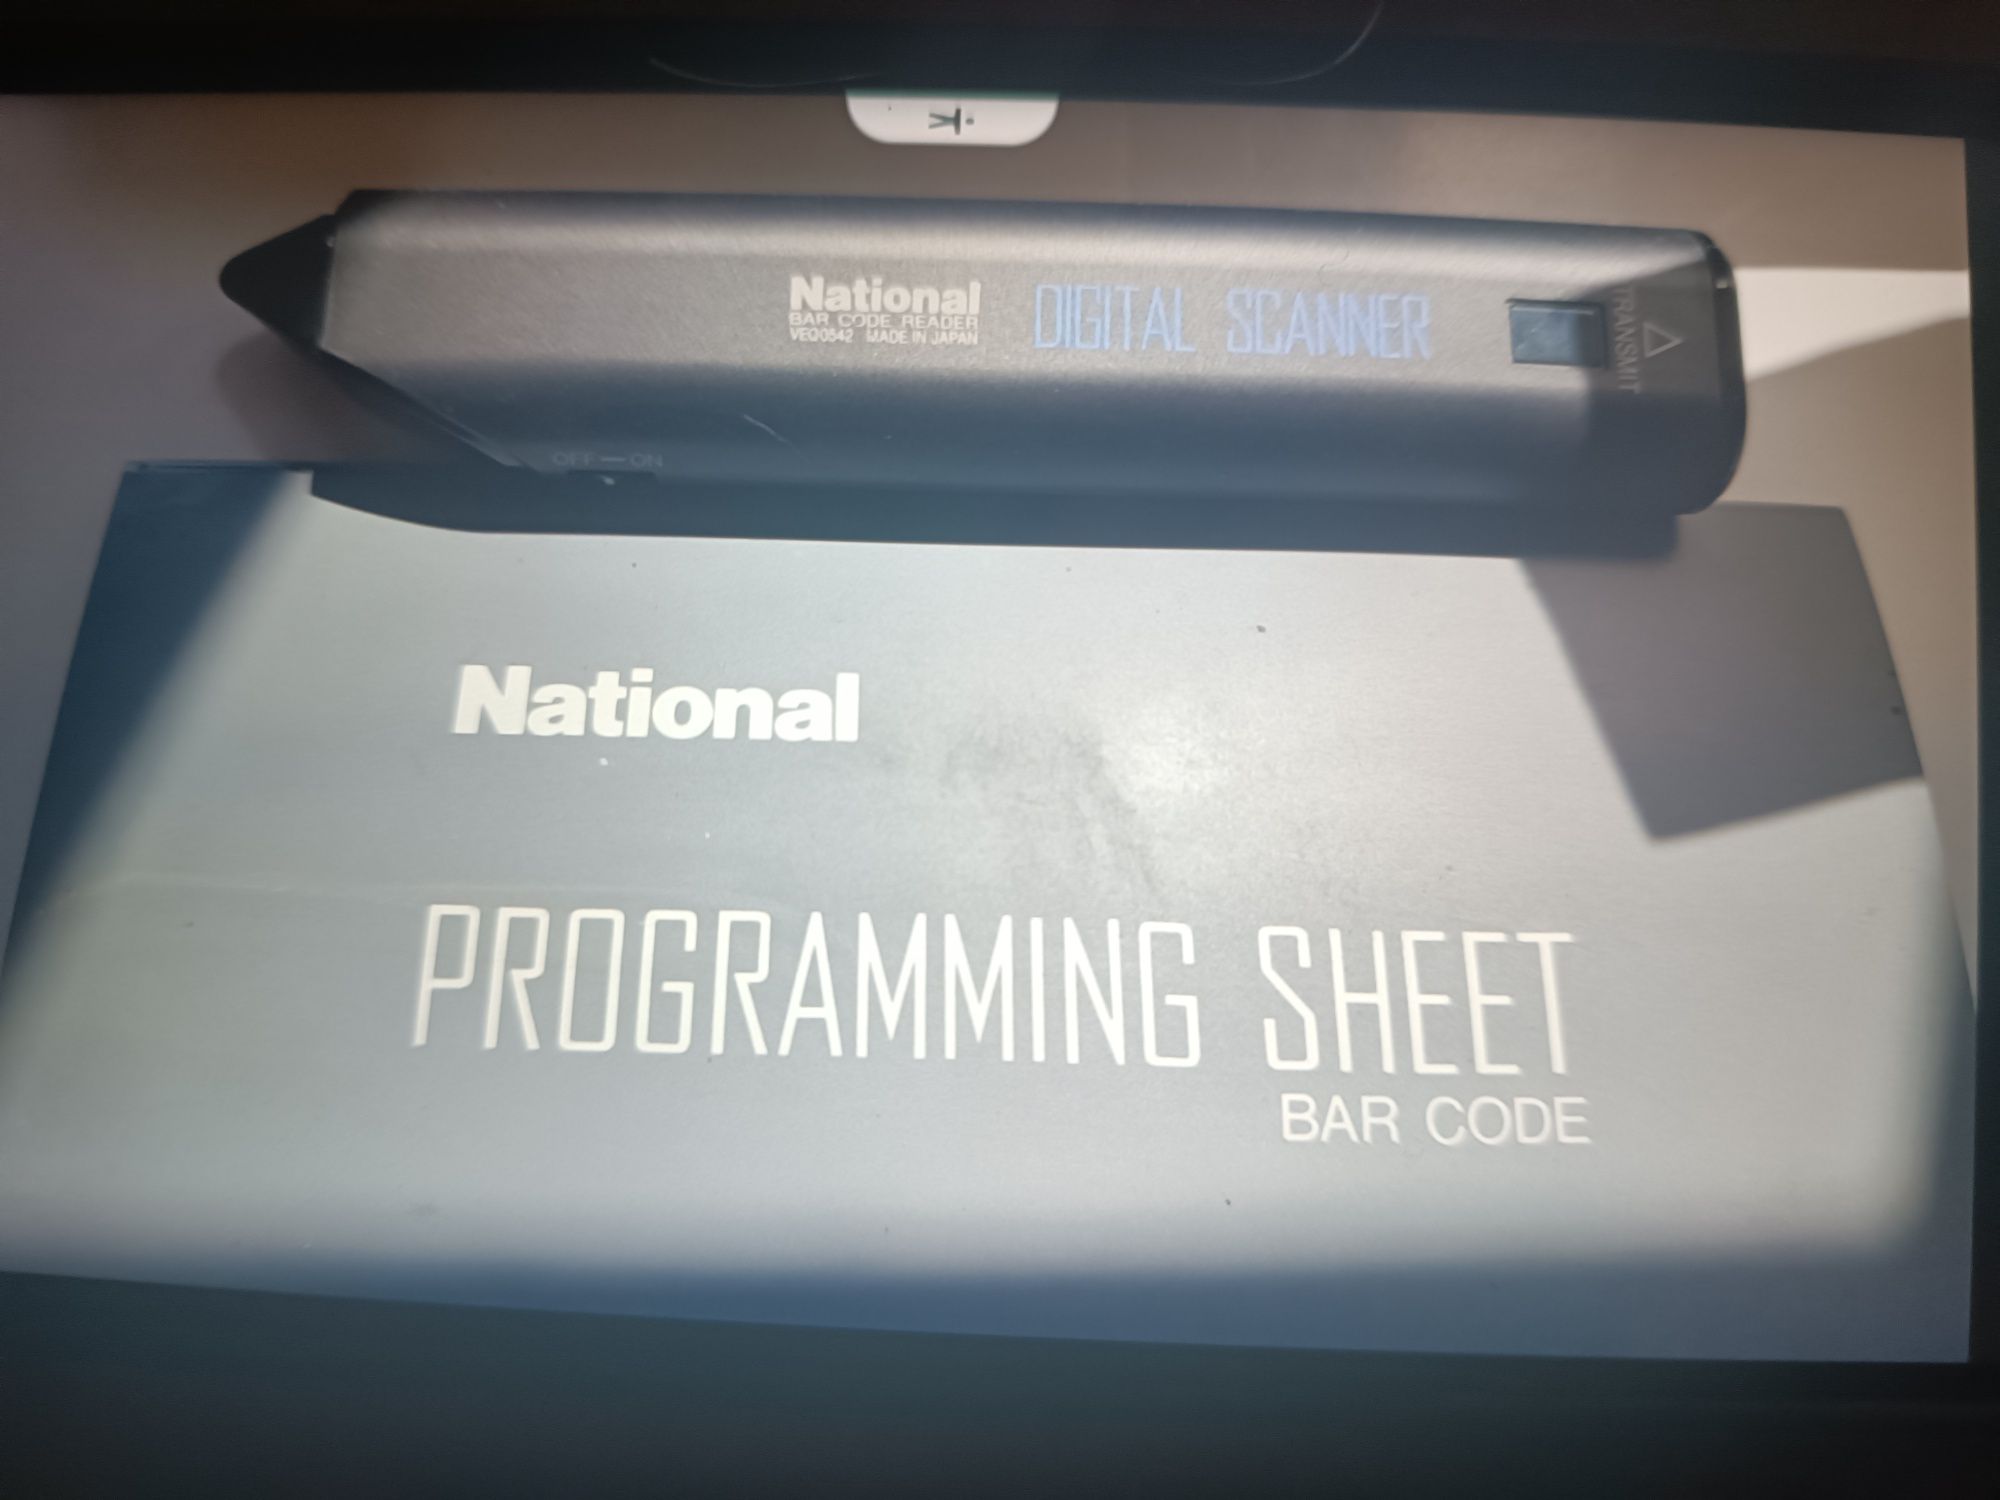 National
BAR CODE READER
VEQ0542 MADE IN JAPAN
DIGITAL SCANNER
TRANSMIT
OFF—ON
National
PROGRAMMING SHEET
BAR CODE